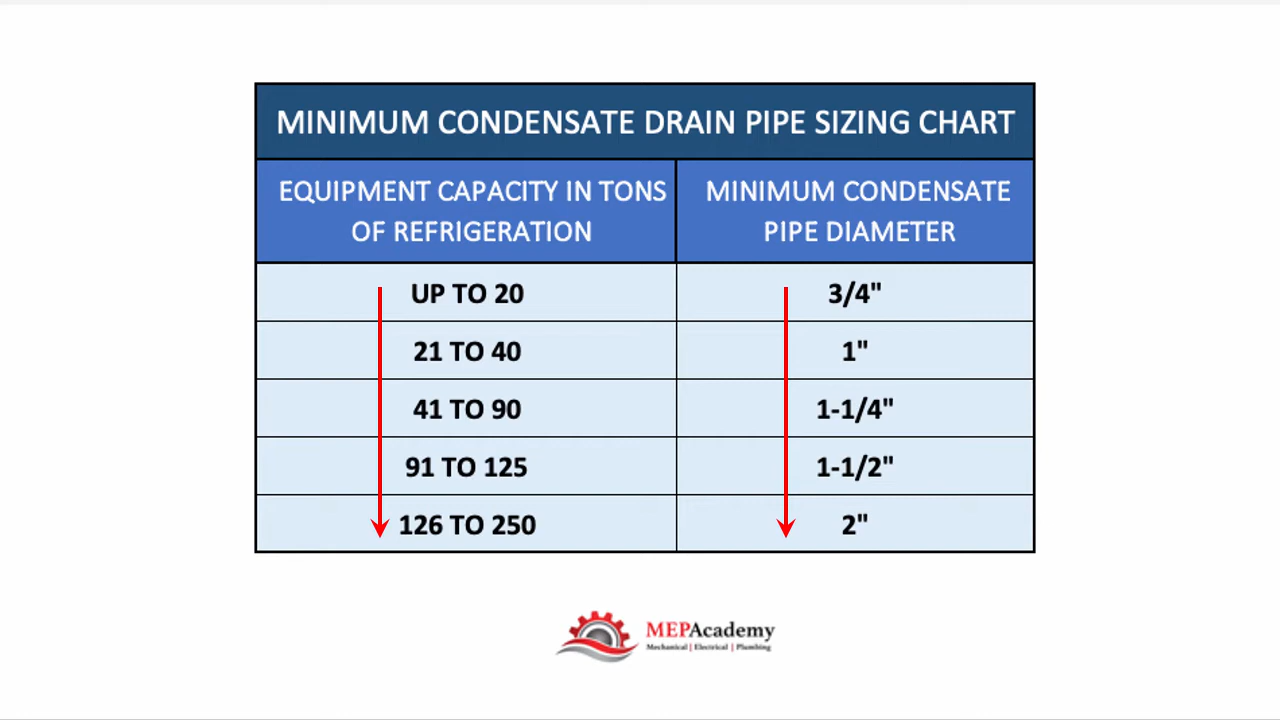 MINIMUM CONDENSATE DRAIN PIPE SIZING CHART
EQUIPMENT CAPACITY IN TONS
OF REFRIGERATION
MINIMUM CONDENSATE
PIPE DIAMETER
UP TO 20
3/4"
21 TO 40
1"
41 TO 90
1-1/4"
91 TO 125
1-1/2"
126 TO 250
2"
MEPAcademy
Mechanical | Electrical | Plumbing